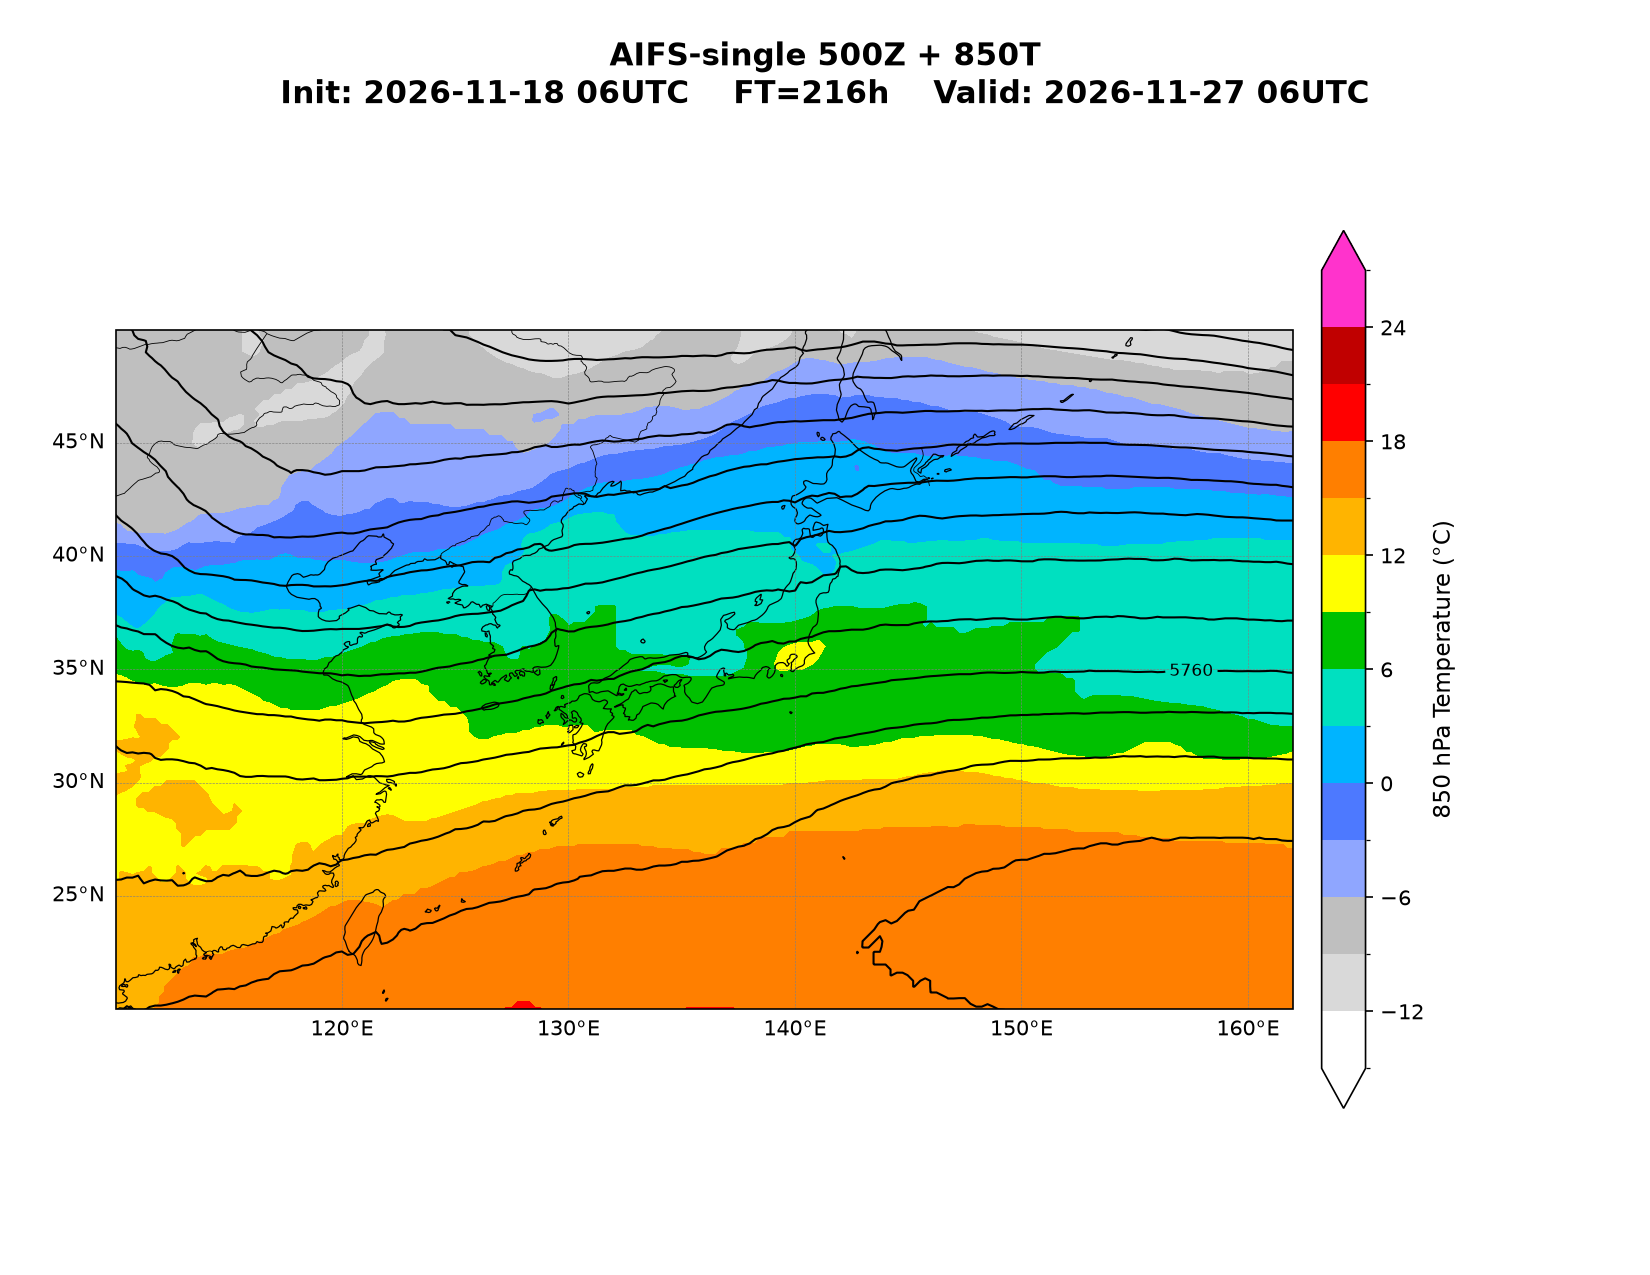 AIFS-single 500Z + 850T
Init: 2026-11-18 06UTC    FT=216h    Valid: 2026-11-27 06UTC
45°N
40°N
35°N
30°N
25°N
120°E
130°E
140°E
150°E
160°E
5760
24
18
12
6
0
−6
−12
850 hPa Temperature (°C)